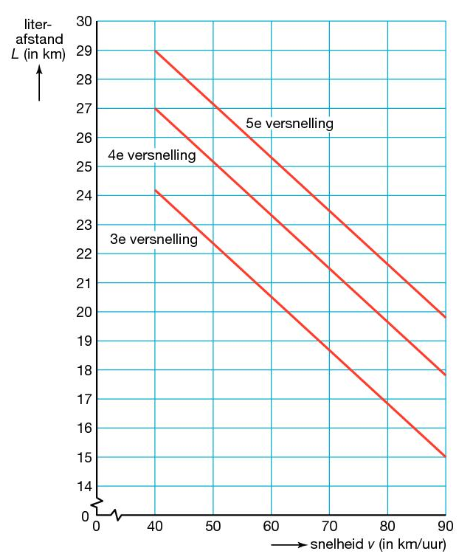 liter-
afstand
L (in km)
30
29
28
27
26
25
24
23
22
21
20
19
18
17
16
15
14
0
5e versnelling
4e versnelling
3e versnelling
0 40 50 60 70 80 90
snelheid v (in km/uur)